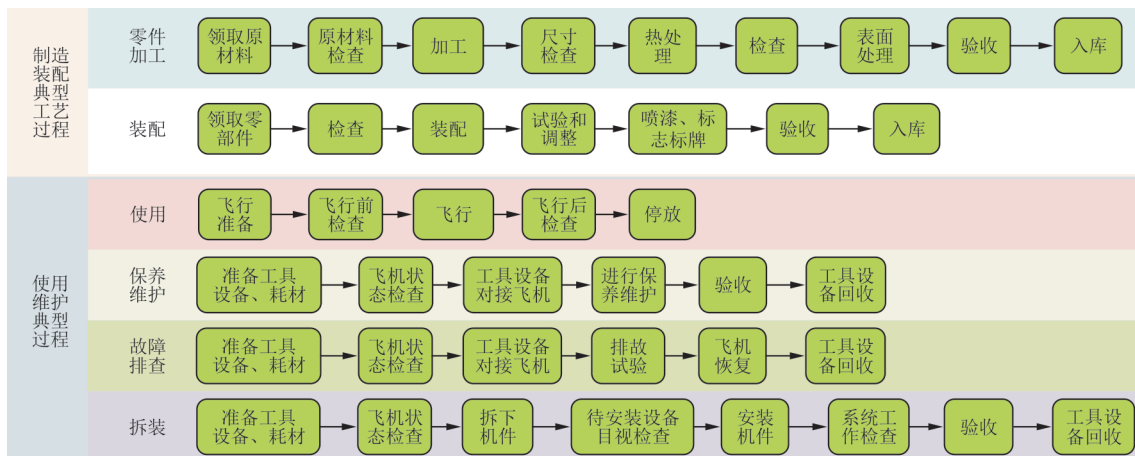 制造
装配
典型
工艺
过程
零件
加工
领取原
材料
原材料
检查
加工
尺寸
检查
热处
理
检查
表面
处理
验收
入库
装配
领取零
部件
检查
装配
试验和
调整
喷漆、标
志标牌
验收
入库
使用
维护
典型
过程
使用
飞行
准备
飞行前
检查
飞行
飞行后
检查
停放
保养
维护
准备工具
设备、耗材
飞机状
态检查
工具设备
对接飞机
进行保
养维护
验收
工具设
备回收
故障
排查
准备工具
设备、耗材
飞机状
态检查
工具设备
对接飞机
排故
试验
飞机
恢复
工具设
备回收
拆装
准备工具
设备、耗材
飞机状
态检查
拆下
机件
待安装设备
目视检查
安装
机件
系统工
作检查
验收
工具设
备回收